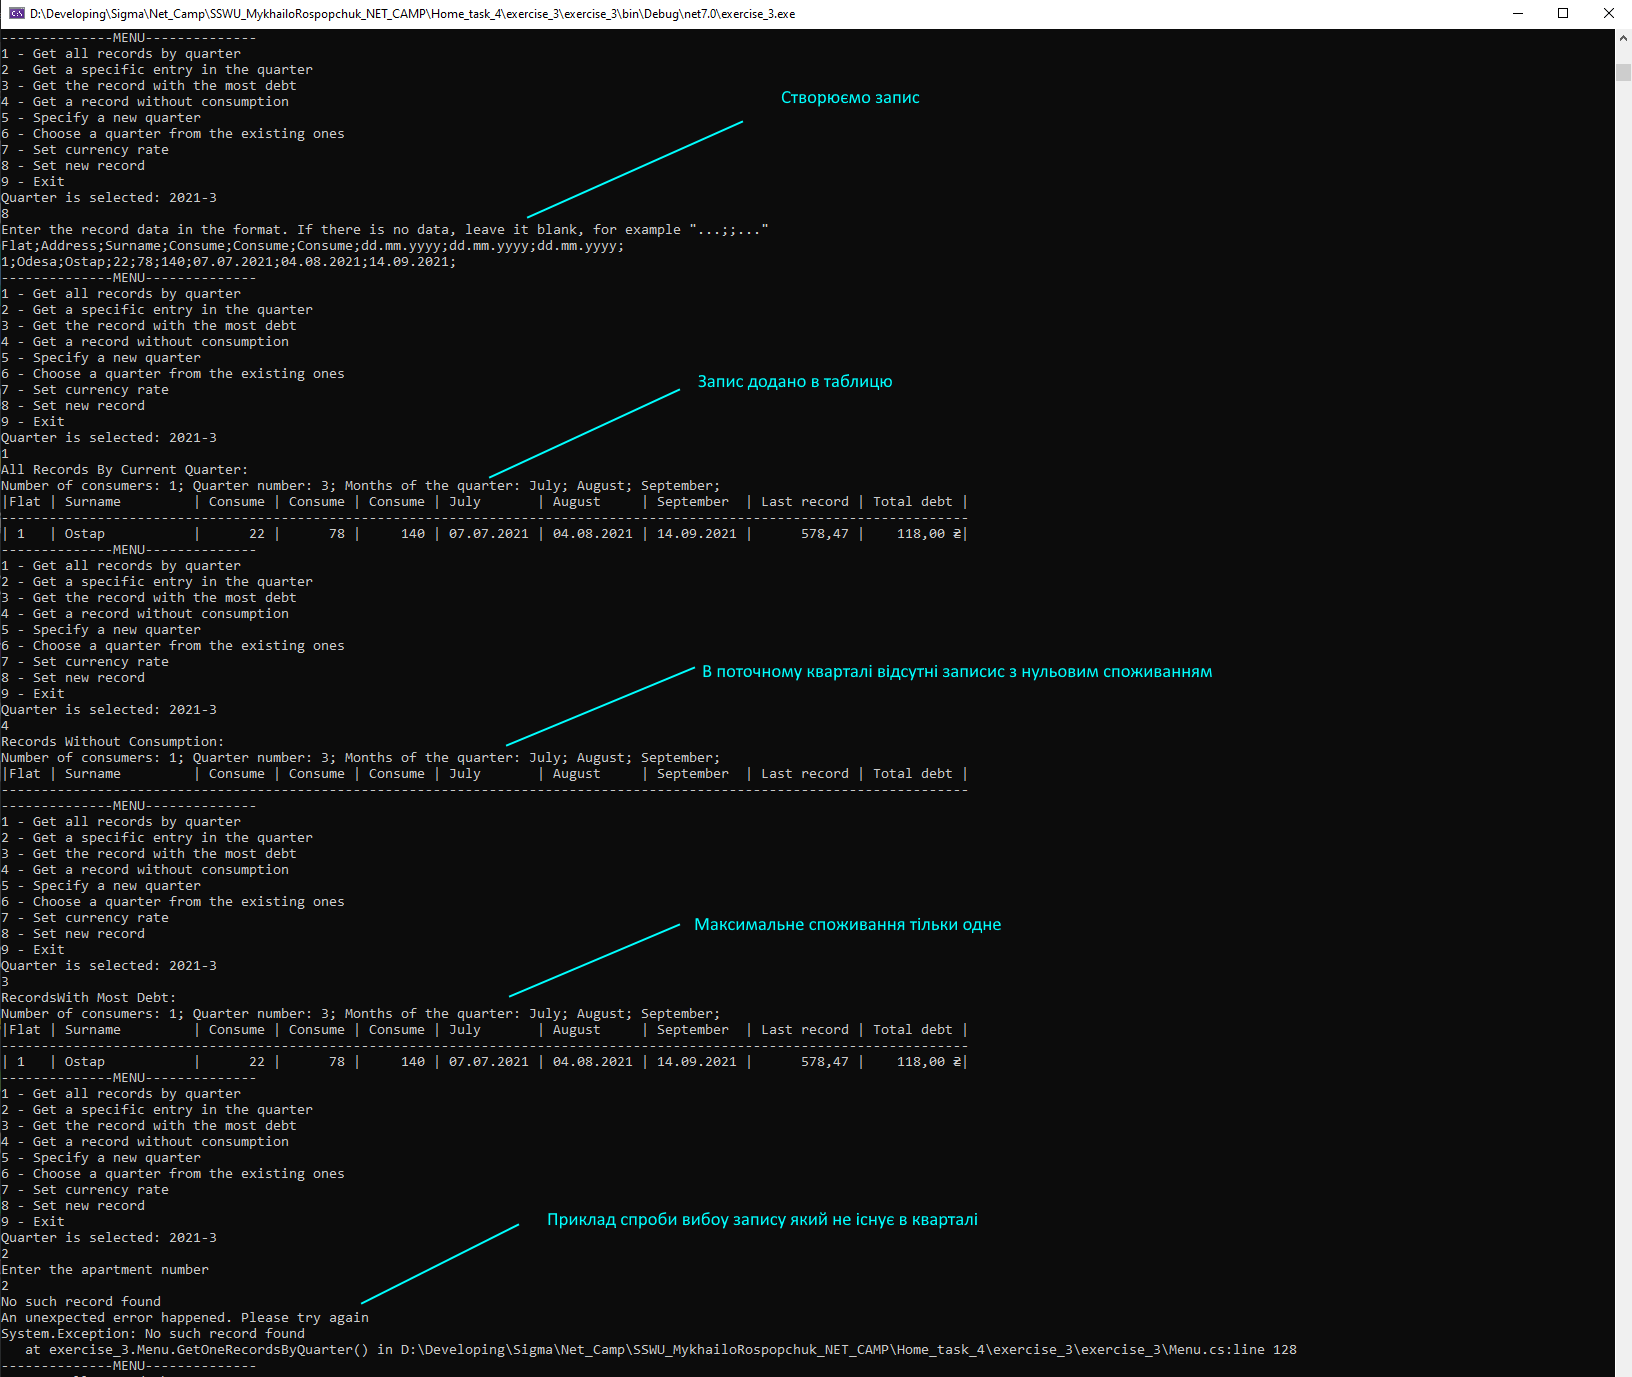 D:\Developing\Sigma\Net_Camp\SSWU_MykhailoRospopchuk_NET_CAMP\Home_task_4\exercise_3\exercise_3\bin\Debug\net7.0\exercise_3.exe
--------------MENU--------------
1 - Get all records by quarter
2 - Get a specific entry in the quarter
3 - Get the record with the most debt
4 - Get a record without consumption
Створюємо запис
5 - Specify a new quarter
6 - Choose a quarter from the existing ones
7 - Set currency rate
8 - Set new record
9 - Exit
Quarter is selected: 2021-3
8
Enter the record data in the format. If there is no data, leave it blank, for example "...;;..."
Flat;Address;Surname;Consume;Consume;Consume;dd.mm.yyyy;dd.mm.yyyy;dd.mm.yyyy;
1;Odesa;Ostap;22;78;140;07.07.2021;04.08.2021;14.09.2021;
--------------MENU--------------
1 - Get all records by quarter
2 - Get a specific entry in the quarter
3 - Get the record with the most debt
4 - Get a record without consumption
5 - Specify a new quarter
6 - Choose a quarter from the existing ones
Запис додано в таблицю
7 - Set currency rate
8 - Set new record
9 - Exit
Quarter is selected: 2021-3
1
All Records By Current Quarter:
Number of consumers: 1; Quarter number: 3; Months of the quarter: July; August; September;
|Flat | Surname         | Consume | Consume | Consume | July       | August     | September  | Last record | Total debt |
-------------------------------------------------------------------------------------------------------------------------
| 1   | Ostap           |      22 |      78 |     140 | 07.07.2021 | 04.08.2021 | 14.09.2021 |      578,47 |    118,00 ₴|
--------------MENU--------------
1 - Get all records by quarter
2 - Get a specific entry in the quarter
3 - Get the record with the most debt
4 - Get a record without consumption
5 - Specify a new quarter
6 - Choose a quarter from the existing ones
7 - Set currency rate
В поточному кварталі відсутні записис з нульовим споживанням
8 - Set new record
9 - Exit
Quarter is selected: 2021-3
4
Records Without Consumption:
Number of consumers: 1; Quarter number: 3; Months of the quarter: July; August; September;
|Flat | Surname         | Consume | Consume | Consume | July       | August     | September  | Last record | Total debt |
-------------------------------------------------------------------------------------------------------------------------
--------------MENU--------------
1 - Get all records by quarter
2 - Get a specific entry in the quarter
3 - Get the record with the most debt
4 - Get a record without consumption
5 - Specify a new quarter
6 - Choose a quarter from the existing ones
7 - Set currency rate
Максимальне споживання тільки одне
8 - Set new record
9 - Exit
Quarter is selected: 2021-3
3
RecordsWith Most Debt:
Number of consumers: 1; Quarter number: 3; Months of the quarter: July; August; September;
|Flat | Surname         | Consume | Consume | Consume | July       | August     | September  | Last record | Total debt |
-------------------------------------------------------------------------------------------------------------------------
| 1   | Ostap           |      22 |      78 |     140 | 07.07.2021 | 04.08.2021 | 14.09.2021 |      578,47 |    118,00 ₴|
--------------MENU--------------
1 - Get all records by quarter
2 - Get a specific entry in the quarter
3 - Get the record with the most debt
4 - Get a record without consumption
5 - Specify a new quarter
6 - Choose a quarter from the existing ones
7 - Set currency rate
8 - Set new record
9 - Exit
Приклад спроби вибоу запису який не існує в кварталі
Quarter is selected: 2021-3
2
Enter the apartment number
2
No such record found
An unexpected error happened. Please try again
System.Exception: No such record found
   at exercise_3.Menu.GetOneRecordsByQuarter() in D:\Developing\Sigma\Net_Camp\SSWU_MykhailoRospopchuk_NET_CAMP\Home_task_4\exercise_3\exercise_3\Menu.cs:line 128
--------------MENU--------------